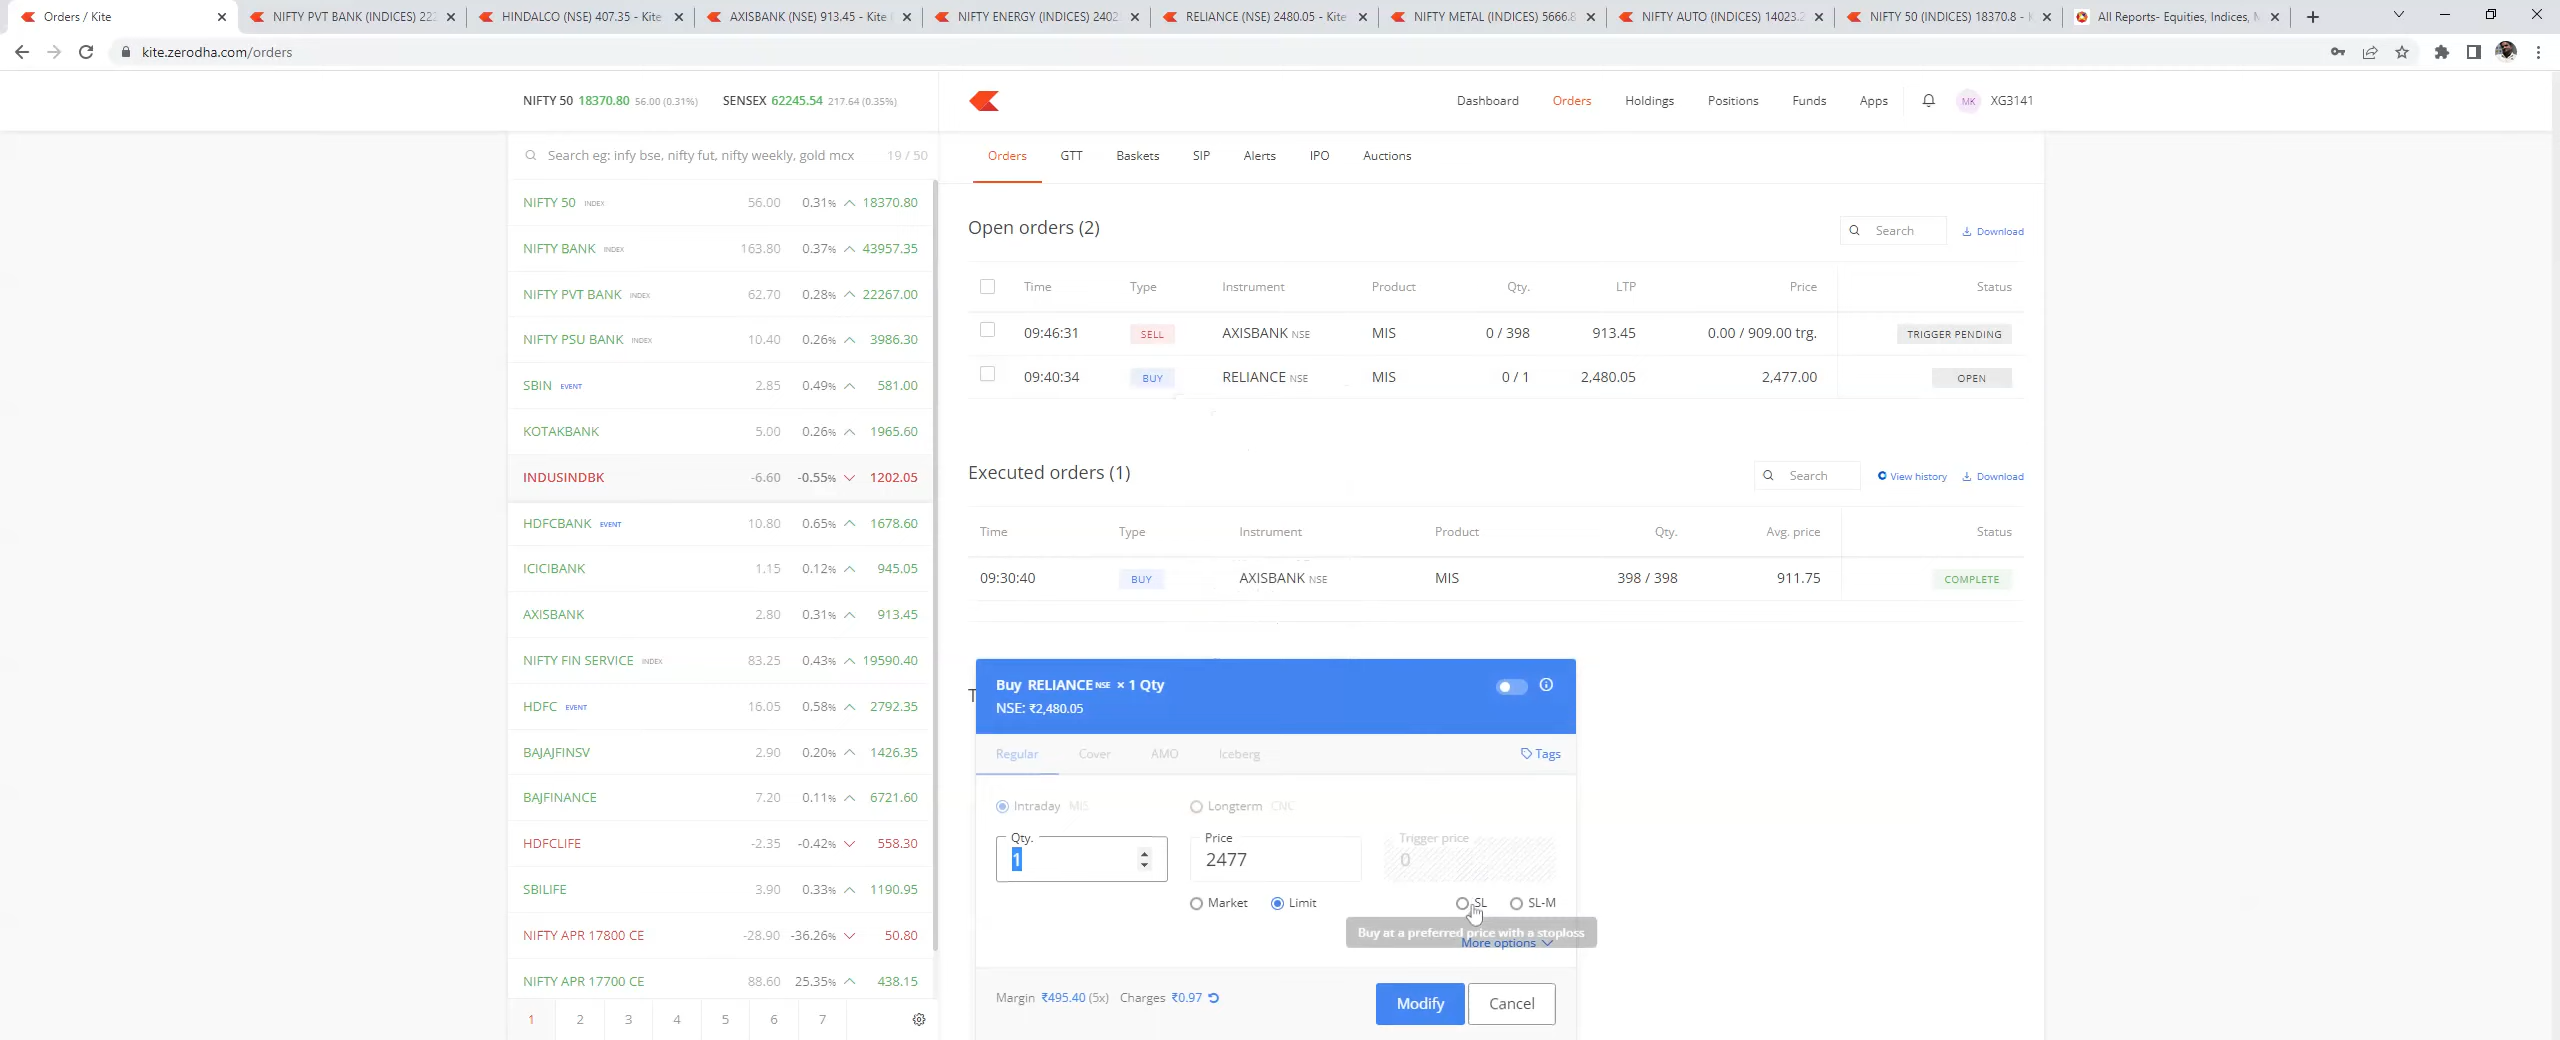 Orders / Kite
NIFTY PVT BANK (INDICES) 222
HINDALCO (NSE) 407.35 - Kite
AXISBANK (NSE) 913.45 - Kite
NIFTY ENERGY (INDICES) 2402
RELIANCE (NSE) 2480.05 - Kite
NIFTY METAL (INDICES) 5666.8
NIFTY AUTO (INDICES) 14023.2
NIFTY 50 (INDICES) 18370.8 -
All Reports- Equities, Indices,
kite.zerodha.com/orders
NIFTY 50 18370.80 56.00 (0.31%) SENSEX 62245.54 217.64 (0.35%)
Dashboard Orders Holdings Positions Funds Apps MK XG3141
Search eg: infy bse, nifty fut, nifty weekly, gold mcx 19 / 50
NIFTY 50 INDEX 56.00 0.31% 18370.80
NIFTY BANK INDEX 163.80 0.37% 43957.35
NIFTY PVT BANK INDEX 62.70 0.28% 22267.00
NIFTY PSU BANK INDEX 10.40 0.26% 3986.30
SBIN EVENT 2.85 0.49% 581.00
KOTAKBANK 5.00 0.26% 1965.60
INDUSINDBK -6.60 -0.55% 1202.05
HDFCBANK EVENT 10.80 0.65% 1678.60
ICICIBANK 1.15 0.12% 945.05
AXISBANK 2.80 0.31% 913.45
NIFTY FIN SERVICE INDEX 83.25 0.43% 19590.40
HDFC EVENT 16.05 0.58% 2792.35
BAJAJFINSV 2.90 0.20% 1426.35
BAJFINANCE 7.20 0.11% 6721.60
HDFCLIFE -2.35 -0.42% 558.30
SBILIFE 3.90 0.33% 1190.95
NIFTY APR 17800 CE -28.90 -36.26% 50.80
NIFTY APR 17700 CE 88.60 25.35% 438.15
1 2 3 4 5 6 7
Orders GTT Baskets SIP Alerts IPO Auctions
Open orders (2)
Search Download
Time Type Instrument Product Qty. LTP Price Status
09:46:31 SELL AXISBANK NSE MIS 0 / 398 913.45 0.00 / 909.00 trg. TRIGGER PENDING
09:40:34 BUY RELIANCE NSE MIS 0 / 1 2,480.05 2,477.00 OPEN
Executed orders (1)
Search View history Download
Time Type Instrument Product Qty. Avg. price Status
09:30:40 BUY AXISBANK NSE MIS 398 / 398 911.75 COMPLETE
T
Buy RELIANCE NSE × 1 Qty
NSE: ₹2,480.05
Regular Cover AMO Iceberg Tags
Intraday MIS Longterm CNC
Qty. Price Trigger price
1 2477 0
Market Limit SL SL-M
Buy at a preferred price with a stoploss
More options
Margin ₹495.40 (5x) Charges ₹0.97
Modify Cancel